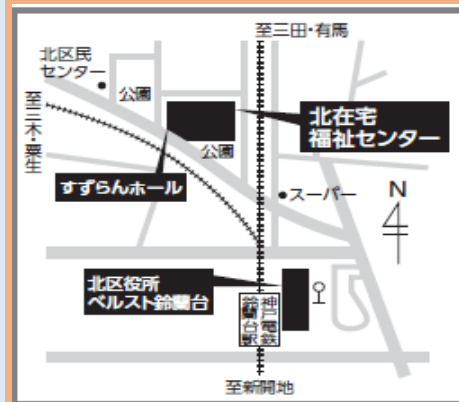 至三田・有馬
北区民
センター
公園
至三木・粟生
北在宅
福祉センター
公園
すずらんホール
スーパー
N
北区役所
ベルスト鈴蘭台
神戸電鉄
鈴蘭台駅
至新開地